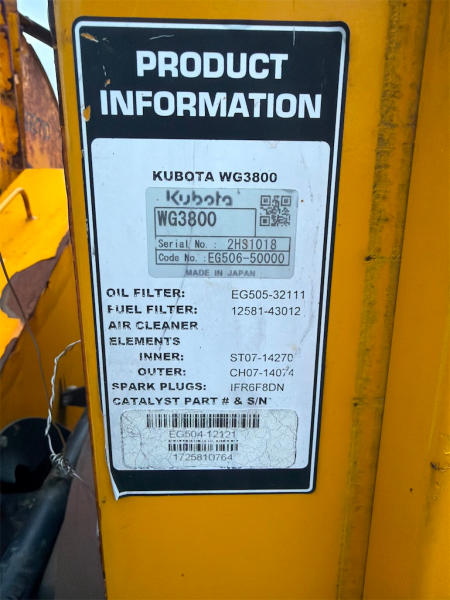 PRODUCT
INFORMATION
KUBOTA WG3800
Kubota
WG3800
Serial No. : 2HS1018
Code No. : EG506-50000
MADE IN JAPAN
OIL FILTER: EG505-32111
FUEL FILTER: 12581-43012
AIR CLEANER
ELEMENTS
INNER: ST07-14270
OUTER: CH07-14074
SPARK PLUGS: IFR6F8DN
CATALYST PART # & S/N
EG504-12121
1725810764